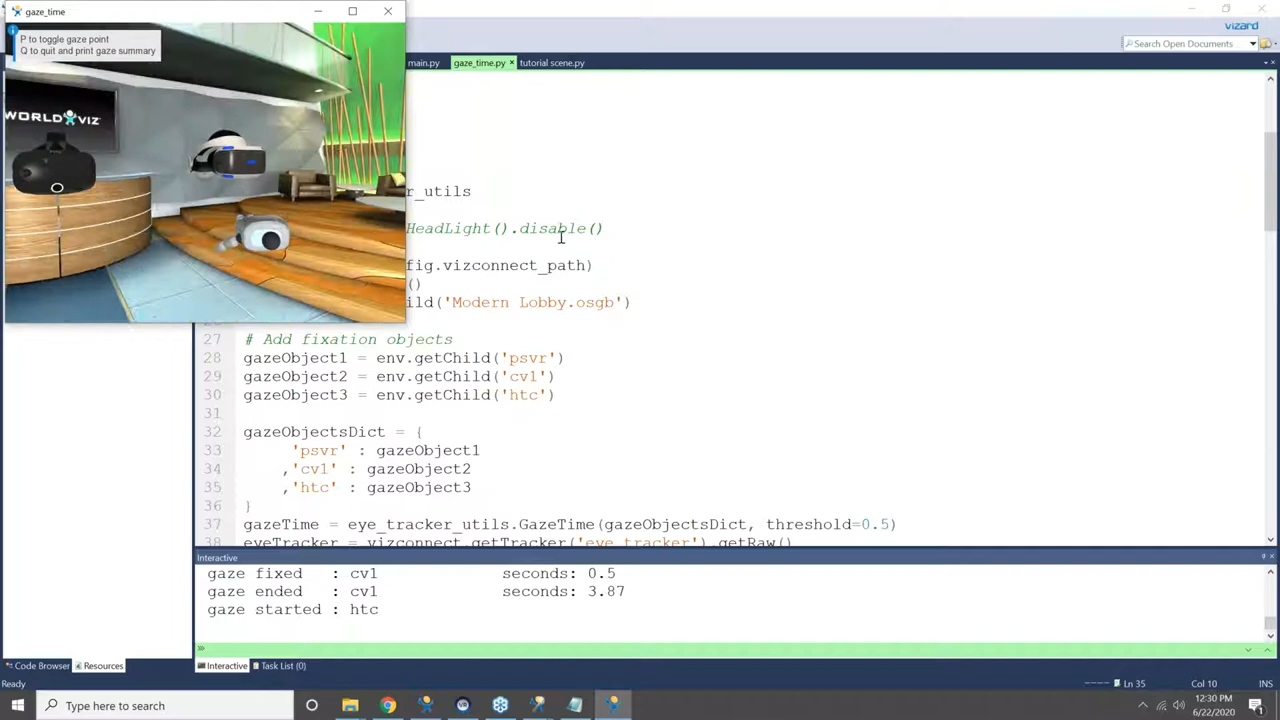 gaze_time
P to toggle gaze point
Q to quit and print gaze summary
WORLDVIZ
vizard
Search Open Documents
main.py
gaze_time.py
tutorial scene.py
r_utils
HeadLight().disable()
fig.vizconnect_path)
()
ild('Modern Lobby.osgb')
27 # Add fixation objects
28 gazeObject1 = env.getChild('psvr')
29 gazeObject2 = env.getChild('cv1')
30 gazeObject3 = env.getChild('htc')
31
32 gazeObjectsDict = {
33 'psvr' : gazeObject1
34 ,'cv1' : gazeObject2
35 ,'htc' : gazeObject3
36 }
37 gazeTime = eye_tracker_utils.GazeTime(gazeObjectsDict, threshold=0.5)
38 eyeTracker = vizconnect.getTracker('eye_tracker').getRaw()
Interactive
gaze fixed : cv1 seconds: 0.5
gaze ended : cv1 seconds: 3.87
gaze started : htc
»
Code Browser Resources
Interactive Task List (0)
Ready
Ln 35
Col 10
INS
Type here to search
12:30 PM
6/22/2020